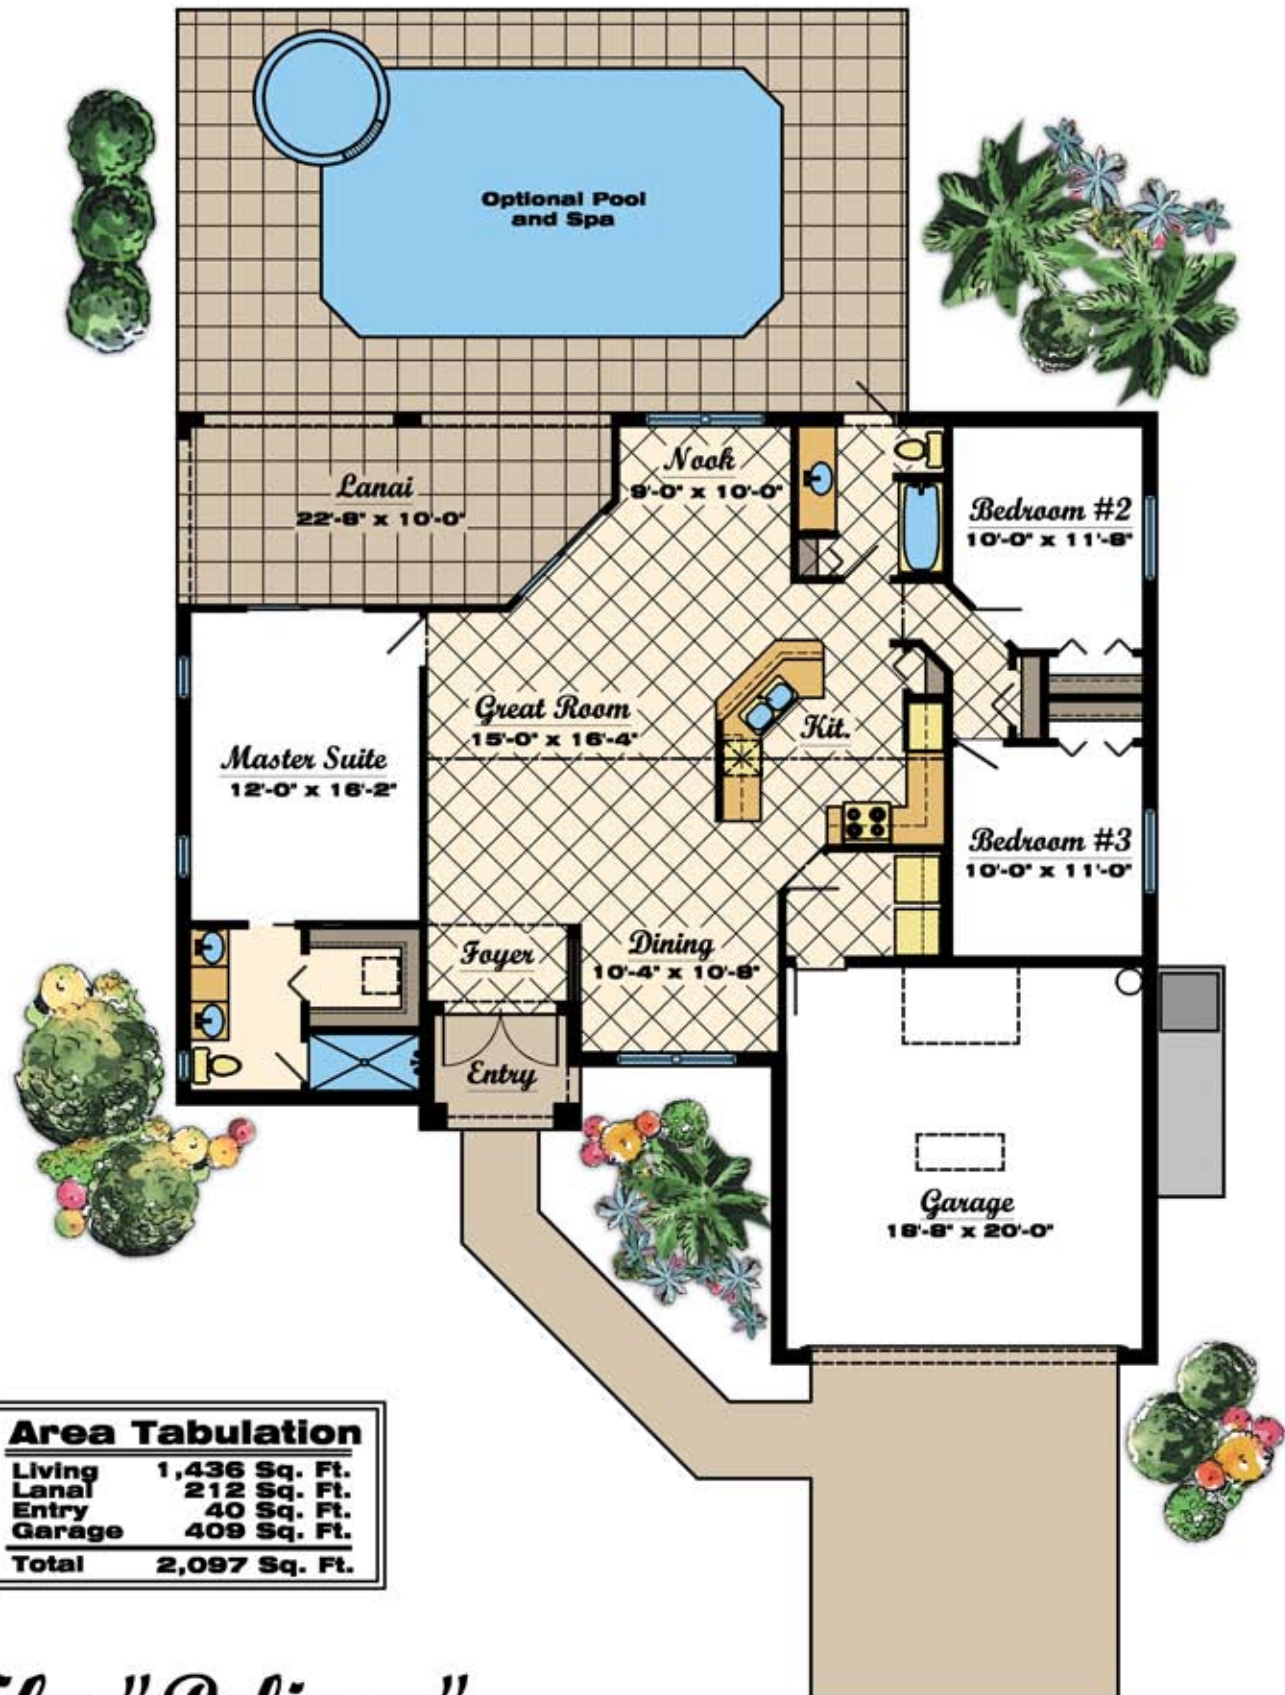 Optional Pool
and Spa
Nook
9'-0" x 10'-0"
Lanai
22'-8" x 10'-0"
Bedroom #2
10'-0" x 11'-8"
Great Room
15'-0" x 16'-4"
Kit.
Master Suite
12'-0" x 16'-2"
Bedroom #3
10'-0" x 11'-0"
Foyer
Dining
10'-4" x 10'-8"
Entry
Garage
18'-8" x 20'-0"
Area Tabulation
Living 1,436 Sq. Ft.
Lanai 212 Sq. Ft.
Entry 40 Sq. Ft.
Garage 409 Sq. Ft.
Total 2,097 Sq. Ft.